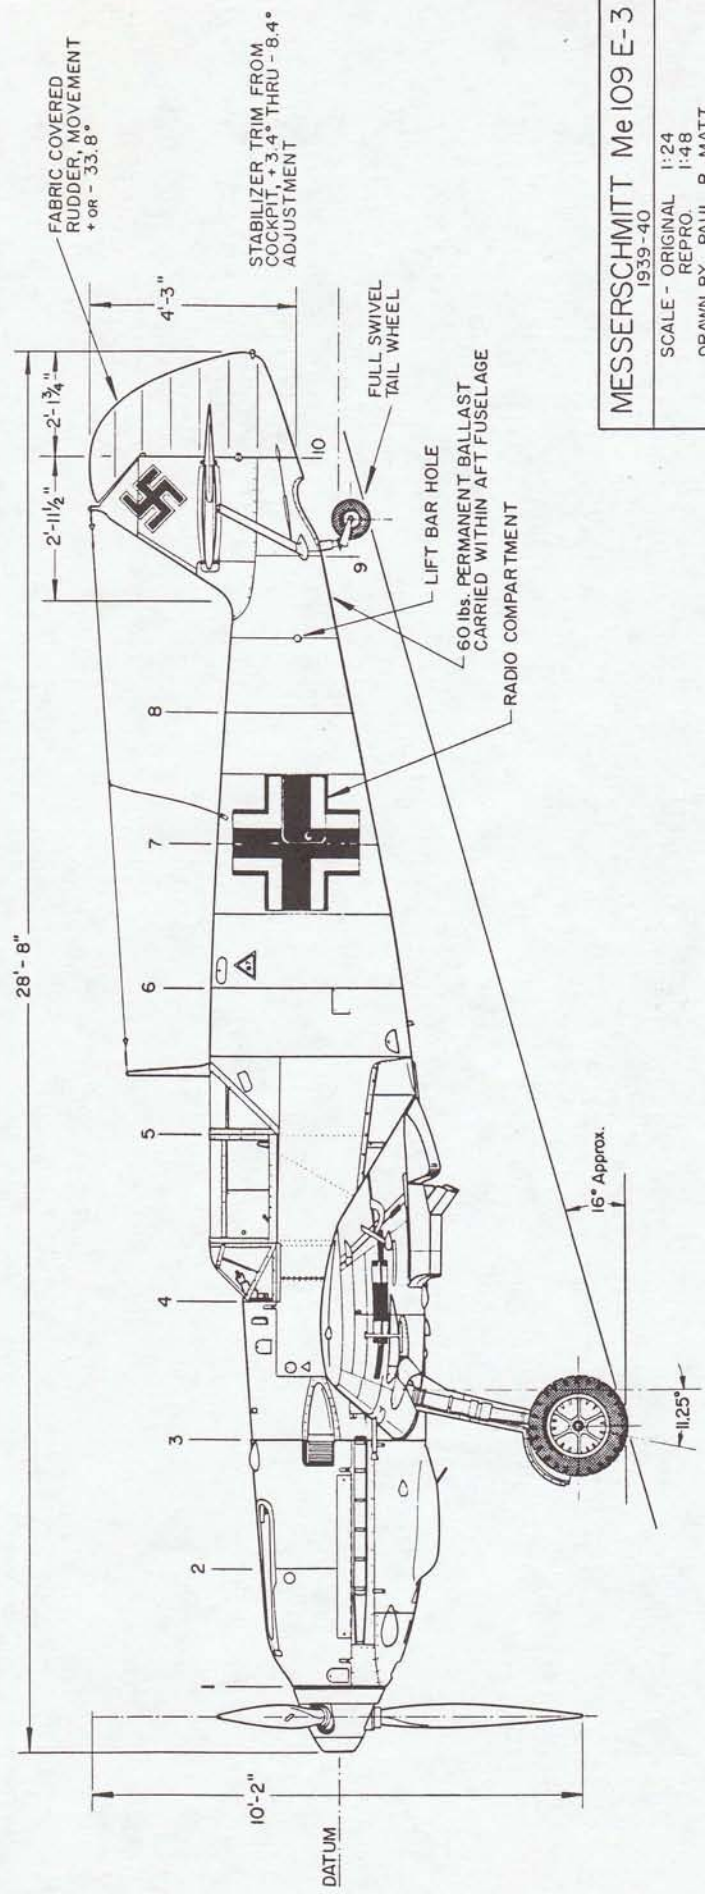 28'-8"
2'-11½"
2'-1¾"
FABRIC COVERED
RUDDER, MOVEMENT
+ OR - 33.8°
4'-3"
STABILIZER TRIM FROM
COCKPIT, +3.4° THRU -8.4°
ADJUSTMENT
FULL SWIVEL
TAIL WHEEL
LIFT BAR HOLE
60 lbs. PERMANENT BALLAST
CARRIED WITHIN AFT FUSELAGE
RADIO COMPARTMENT
10'-2"
DATUM
1
2
3
4
5
6
7
8
9
10
16° Approx.
11.25°
MESSERSCHMITT Me 109 E-3
1939-40
SCALE - ORIGINAL 1:24
REPRO. 1:48
DRAWN BY PAUL R. MATT